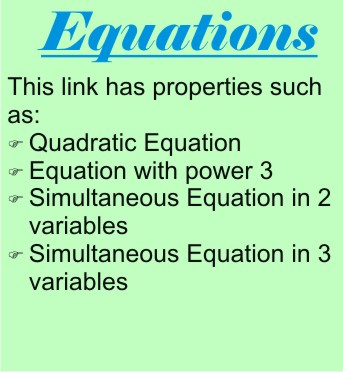 Equations
This link has properties such
as:
☞ Quadratic Equation
☞ Equation with power 3
☞ Simultaneous Equation in 2
variables
☞ Simultaneous Equation in 3
variables